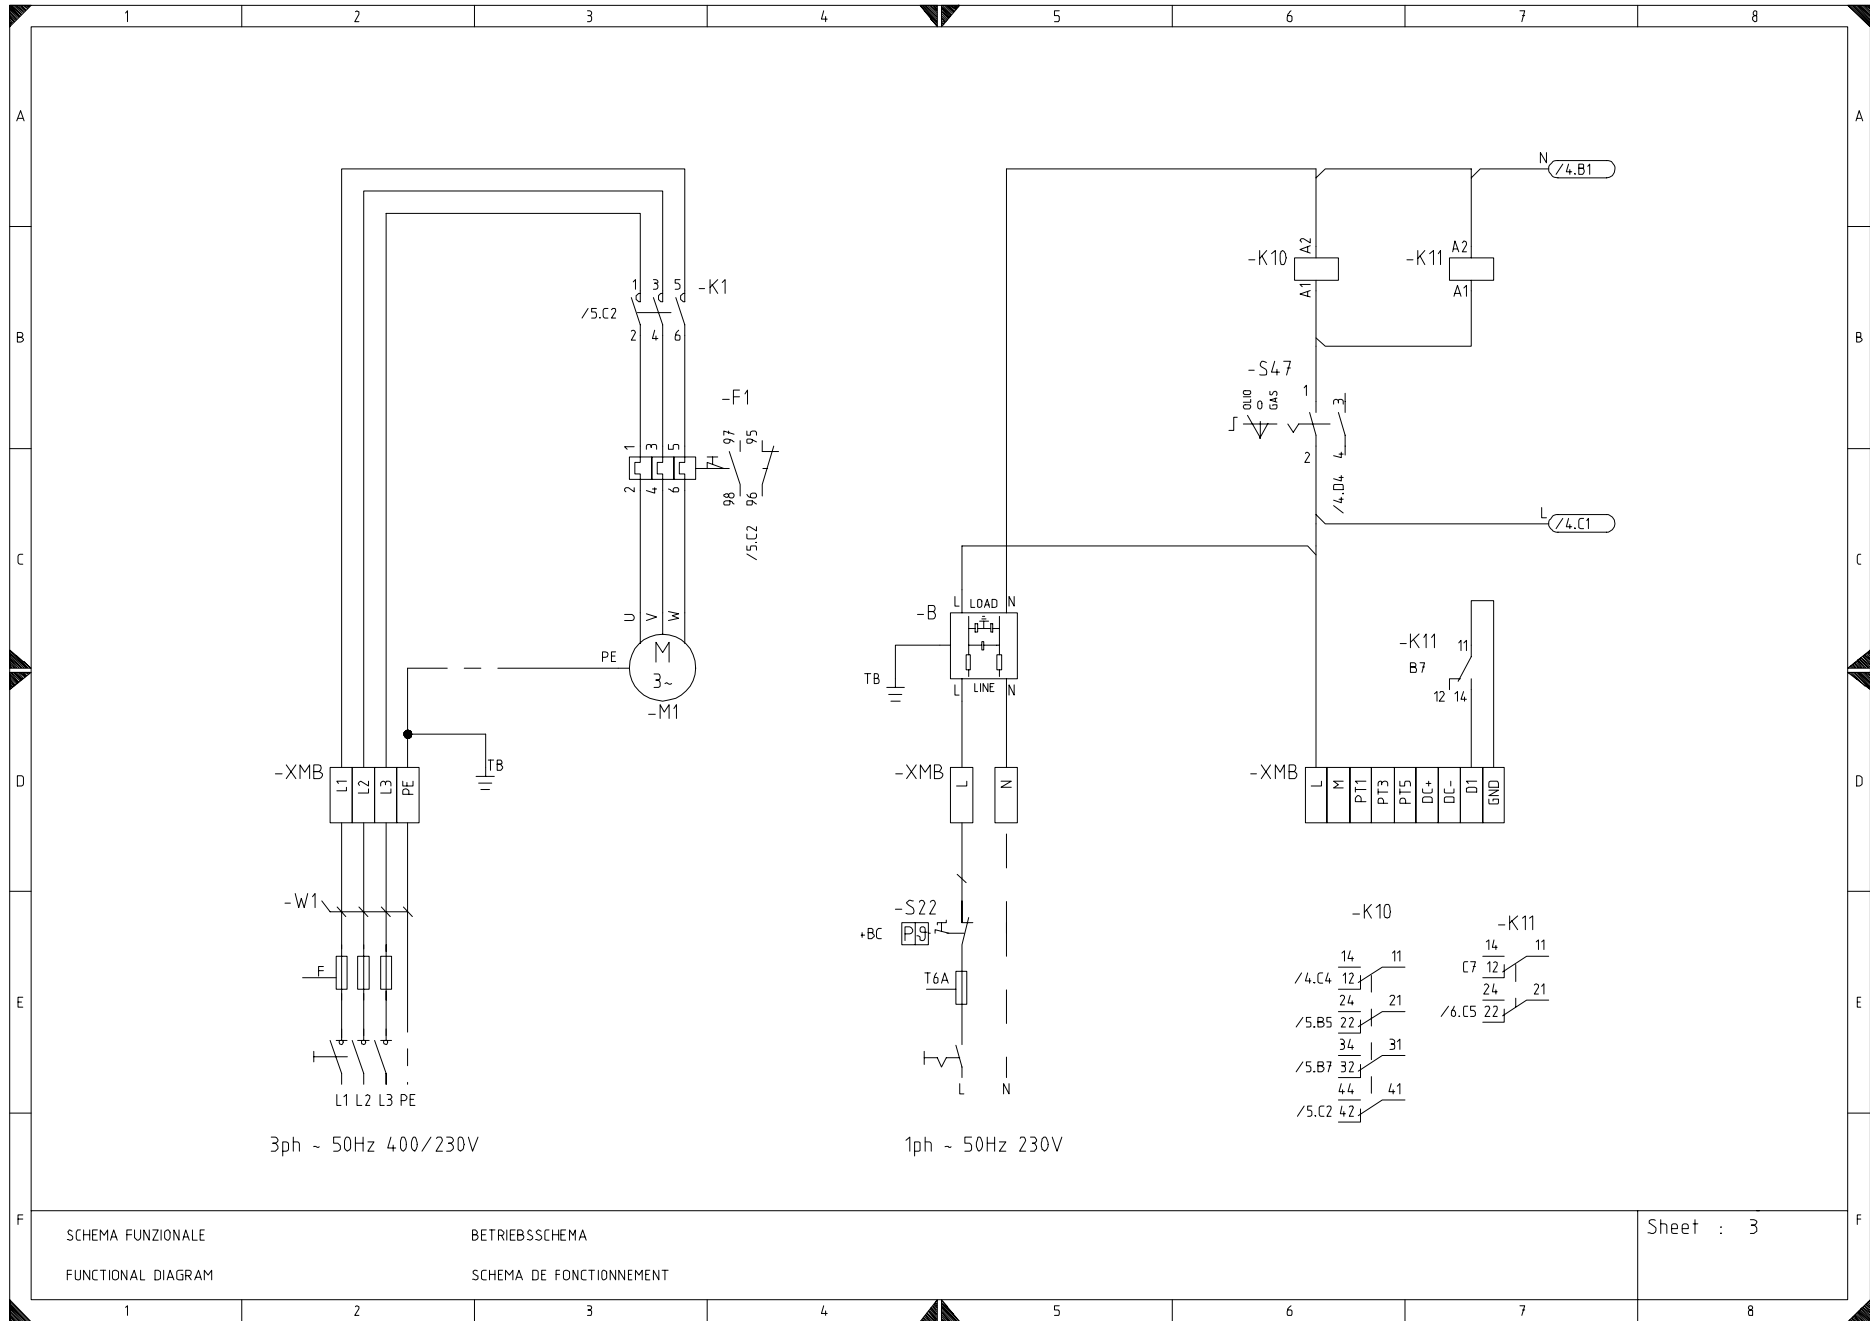 1 2 3 4 5 6 7 8
A A
N /4.B1
-K10 A2 A1
-K11 A2 A1
1 3 5 -K1
/5.C2
2 4 6
B B
-S47
OLIO 0 GAS
1 3
2 4
/4.D4
-F1
1 3 5 97 95
2 4 6 98 96
/5.C2
L /4.C1
C C
U V W
PE
M
3~
-M1
-B
L LOAD N
TB
L LINE N
-K11
B7
11
12 14
-XMB L1 L2 L3 PE
TB
-XMB L N
-XMB L M PT1 PT3 PT5 DC+ DC- D1 GND
D D
-W1
F
L1 L2 L3 PE
3ph ~ 50Hz 400/230V
-S22
+BC P ϑ
T6A
L N
1ph ~ 50Hz 230V
-K10
14 11
/4.C4 12
24 21
/5.B5 22
34 31
/5.B7 32
44 41
/5.C2 42
-K11
14 11
C7 12
24 21
/6.C5 22
E E
F F
SCHEMA FUNZIONALE
BETRIEBSSCHEMA
FUNCTIONAL DIAGRAM
SCHEMA DE FONCTIONNEMENT
Sheet : 3
1 2 3 4 5 6 7 8